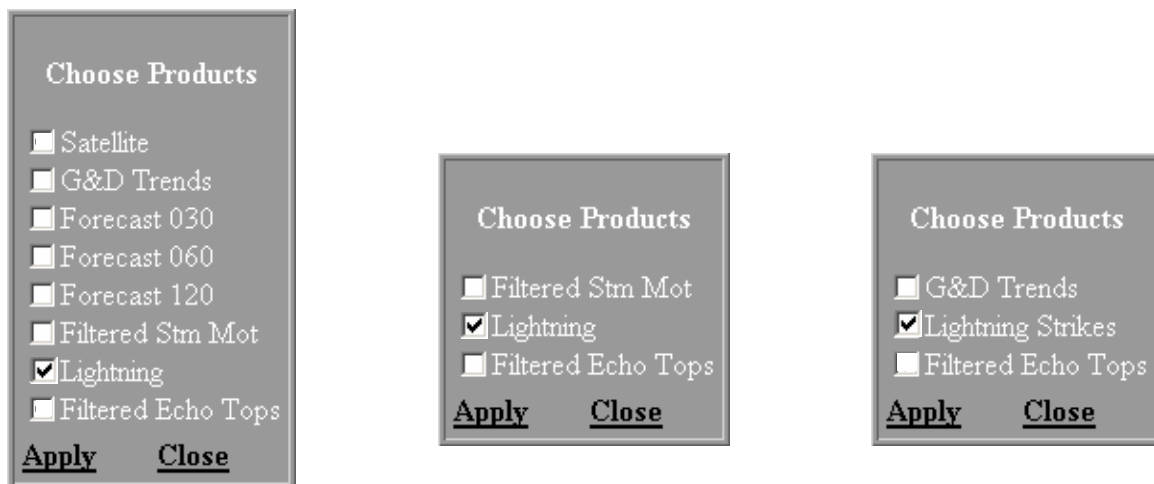 Choose Products
Satellite
G&D Trends
Forecast 030
Forecast 060
Forecast 120
Filtered Stm Mot
Lightning
Filtered Echo Tops
Apply Close
Choose Products
Filtered Stm Mot
Lightning
Filtered Echo Tops
Apply Close
Choose Products
G&D Trends
Lightning Strikes
Filtered Echo Tops
Apply Close